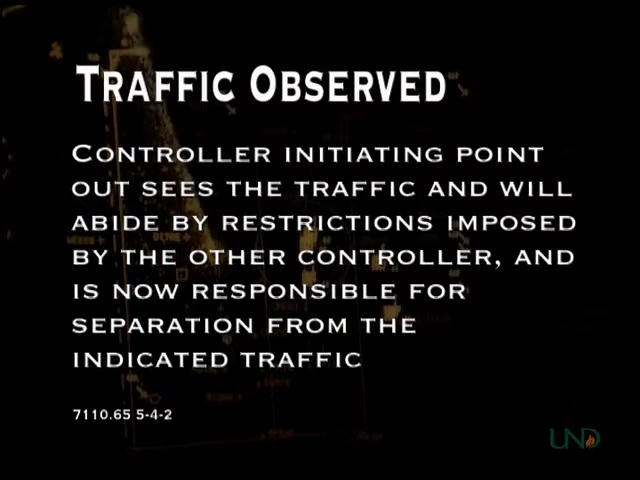 TRAFFIC OBSERVED
CONTROLLER INITIATING POINT
OUT SEES THE TRAFFIC AND WILL
ABIDE BY RESTRICTIONS IMPOSED
BY THE OTHER CONTROLLER, AND
IS NOW RESPONSIBLE FOR
SEPARATION FROM THE
INDICATED TRAFFIC
7110.65 5-4-2
UND